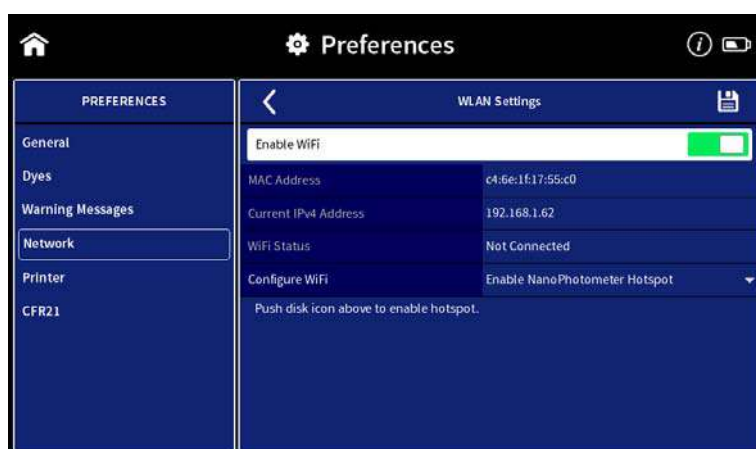 Preferences
PREFERENCES
General
Dyes
Warning Messages
Network
Printer
CFR21
WLAN Settings
Enable WiFi
MAC Address c4:6e:1f:17:55:c0
Current IPv4 Address 192.168.1.62
WiFi Status Not Connected
Configure WiFi Enable NanoPhotometer Hotspot
Push disk icon above to enable hotspot.